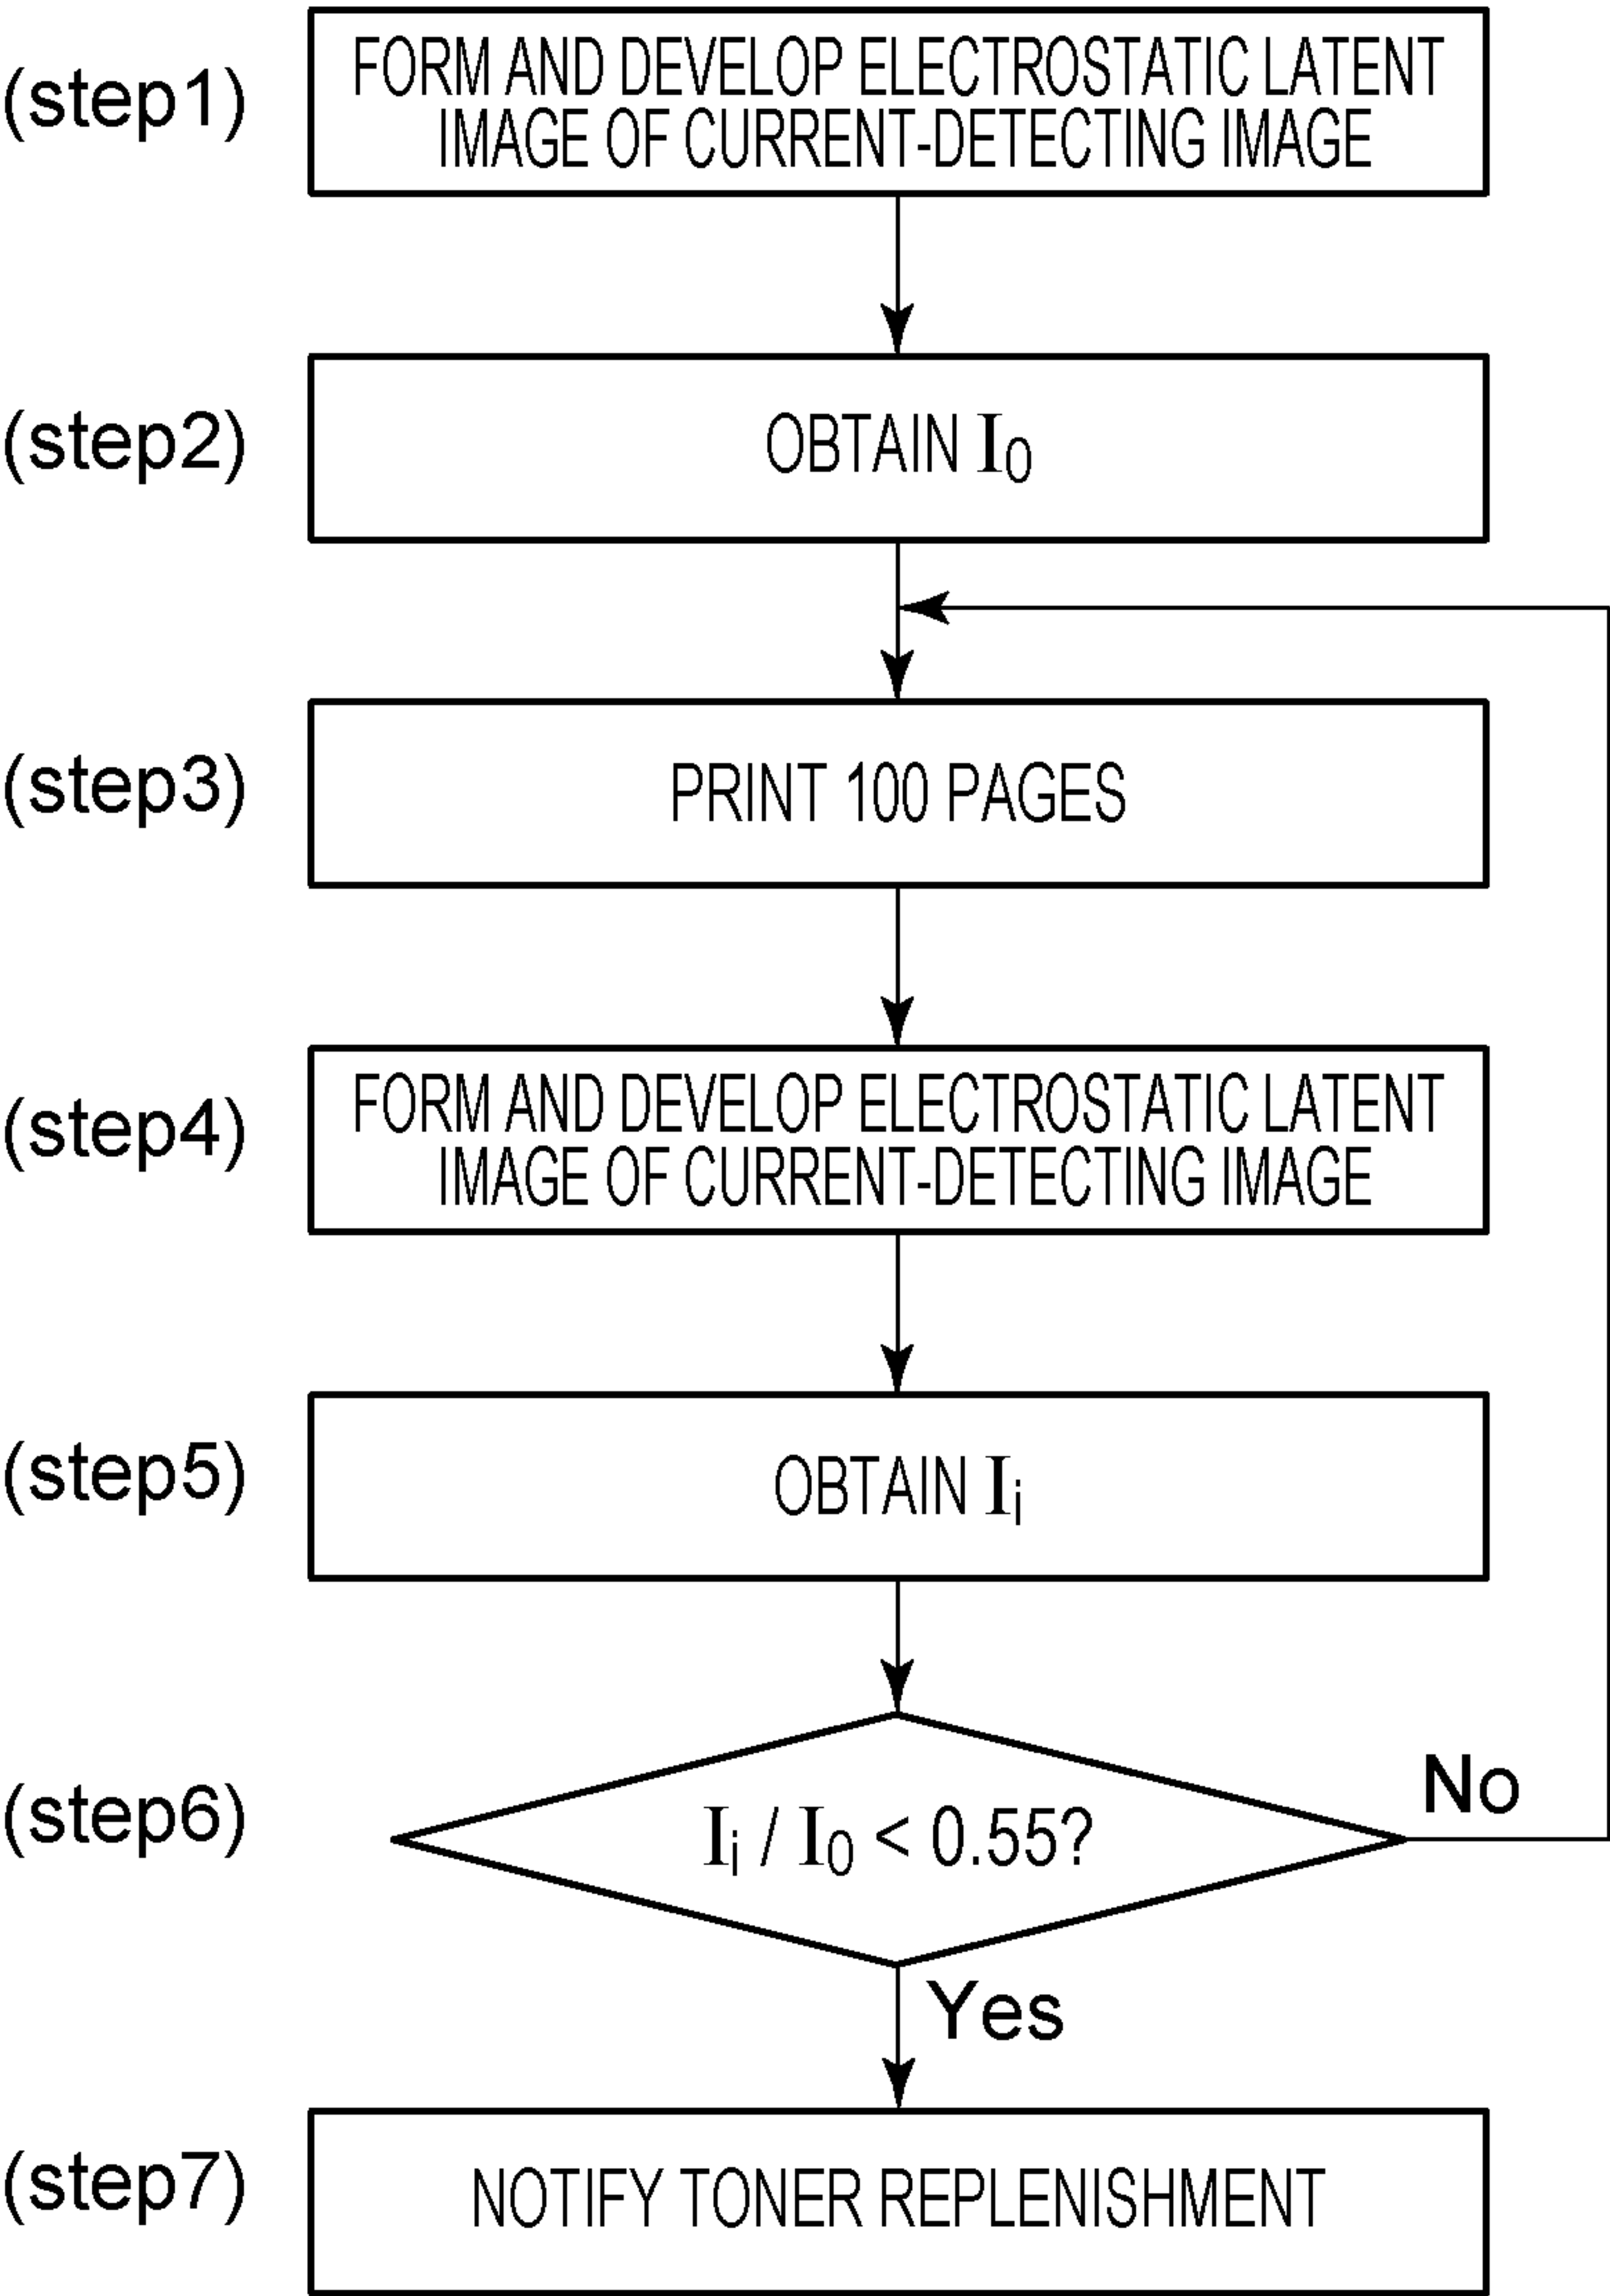 (step1)
FORM AND DEVELOP ELECTROSTATIC LATENT
IMAGE OF CURRENT-DETECTING IMAGE
(step2)
OBTAIN I0
(step3)
PRINT 100 PAGES
(step4)
FORM AND DEVELOP ELECTROSTATIC LATENT
IMAGE OF CURRENT-DETECTING IMAGE
(step5)
OBTAIN Ii
(step6)
Ii / I0 < 0.55?
No
Yes
(step7)
NOTIFY TONER REPLENISHMENT